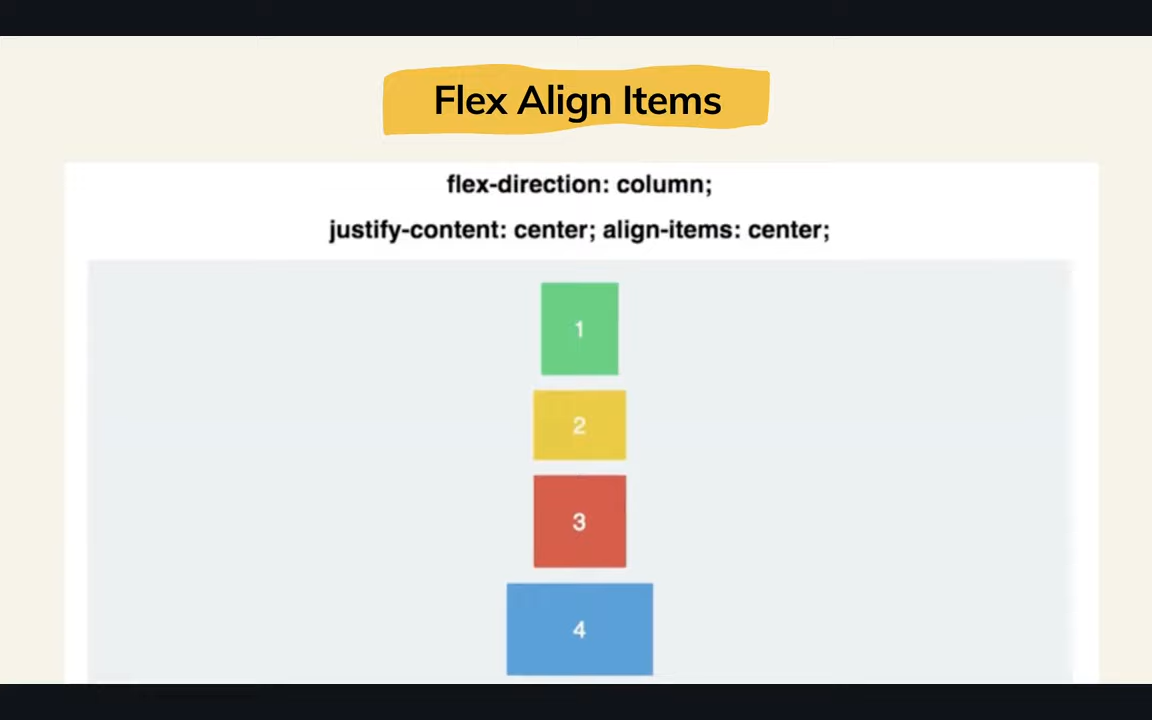 Flex Align Items
flex-direction: column;
justify-content: center; align-items: center;
1
2
3
4